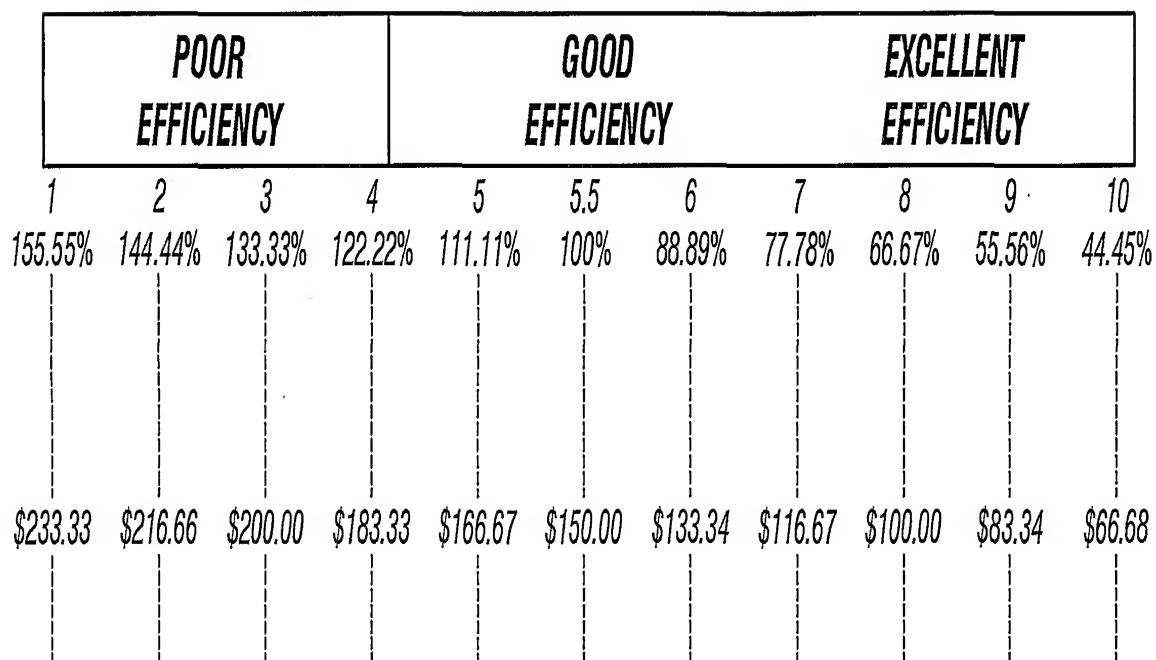 POOR GOOD EXCELLENT
EFFICIENCY EFFICIENCY EFFICIENCY
1 2 3 4 5 5.5 6 7 8 9 10
155.55% 144.44% 133.33% 122.22% 111.11% 100% 88.89% 77.78% 66.67% 55.56% 44.45%
$233.33 $216.66 $200.00 $183.33 $166.67 $150.00 $133.34 $116.67 $100.00 $83.34 $66.68